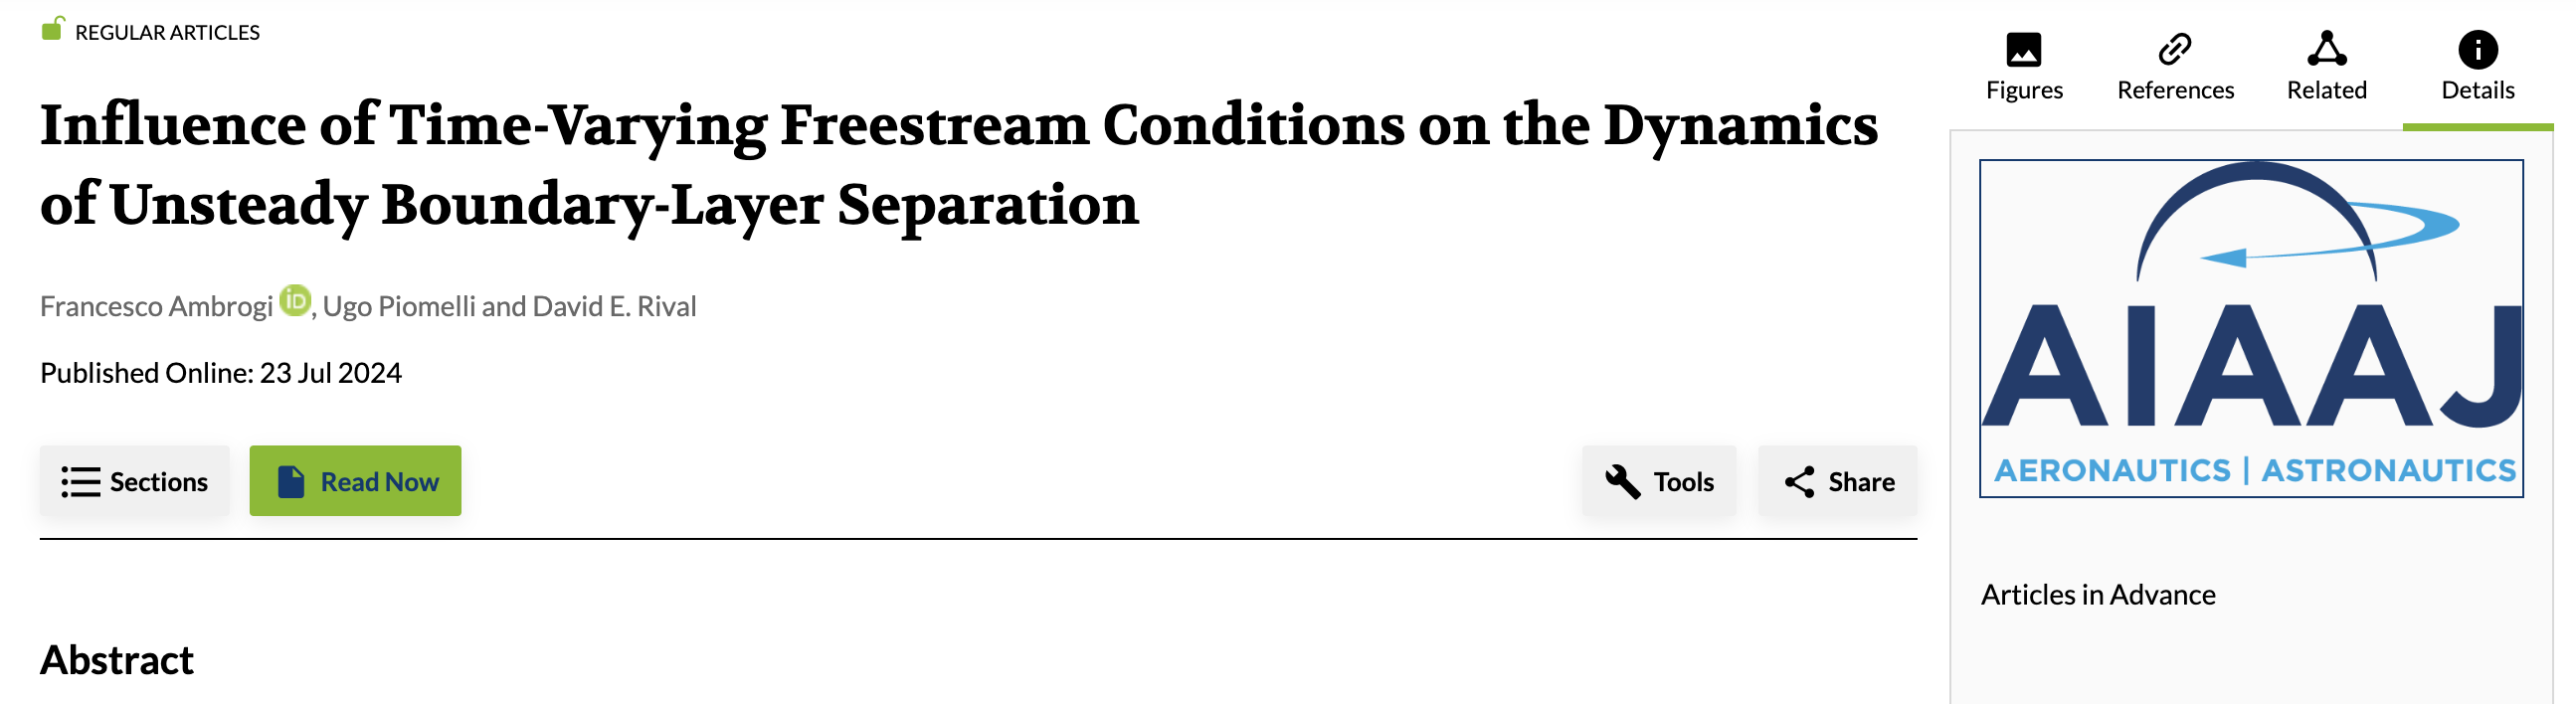 REGULAR ARTICLES
Influence of Time-Varying Freestream Conditions on the Dynamics
of Unsteady Boundary-Layer Separation
Francesco Ambrogi iD, Ugo Piomelli and David E. Rival
Published Online: 23 Jul 2024
Sections
Read Now
Tools
Share
Abstract
Figures
References
Related
Details
AIAAJ
AERONAUTICS | ASTRONAUTICS
Articles in Advance